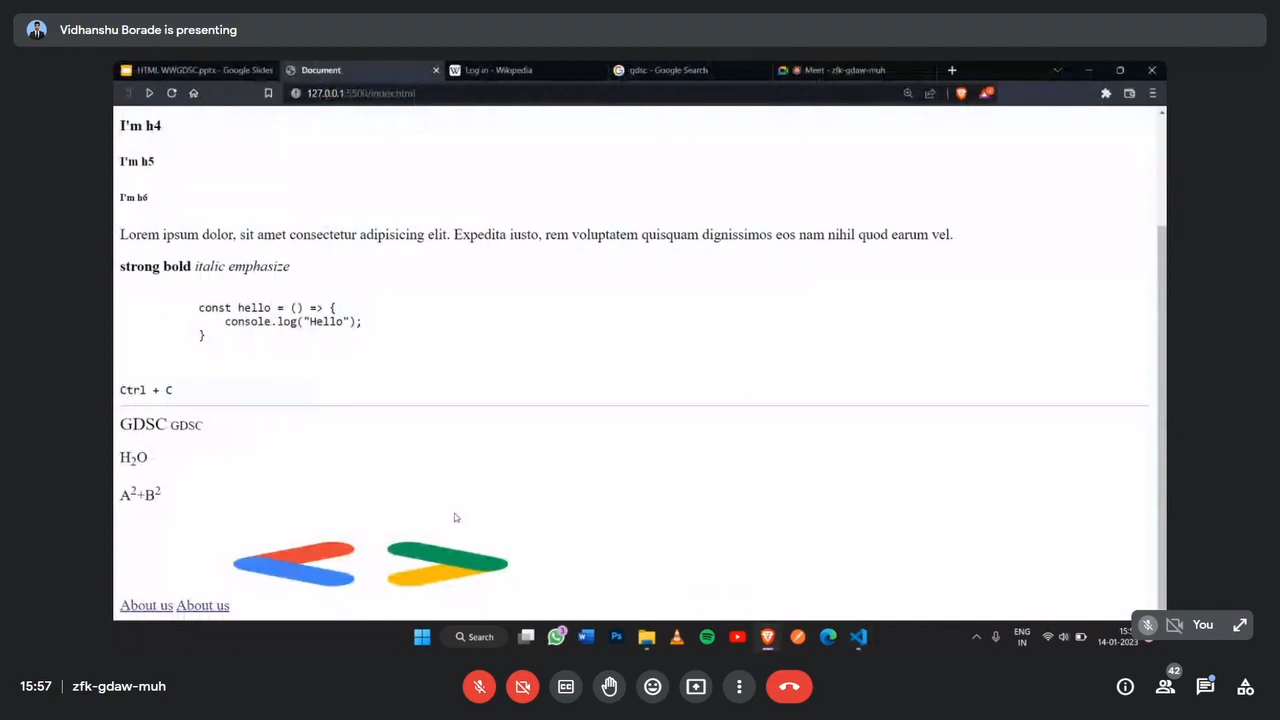 Vidhanshu Borade is presenting
HTML WWGDSC.pptx - Google Slides
Document
Log in - Wikipedia
gdsc - Google Search
Meet - zfk-gdaw-muh
127.0.0.1:5500/index.html
I'm h4
I'm h5
I'm h6
Lorem ipsum dolor, sit amet consectetur adipisicing elit. Expedita iusto, rem voluptatem quisquam dignissimos eos nam nihil quod earum vel.
strong bold italic emphasize
const hello = () => {
console.log("Hello");
}
Ctrl + C
GDSC GDSC
H₂O
A²+B²
About us About us
Search
3
W
Ps
ENG
IN
14-01-2023
You
15:57 | zfk-gdaw-muh
42